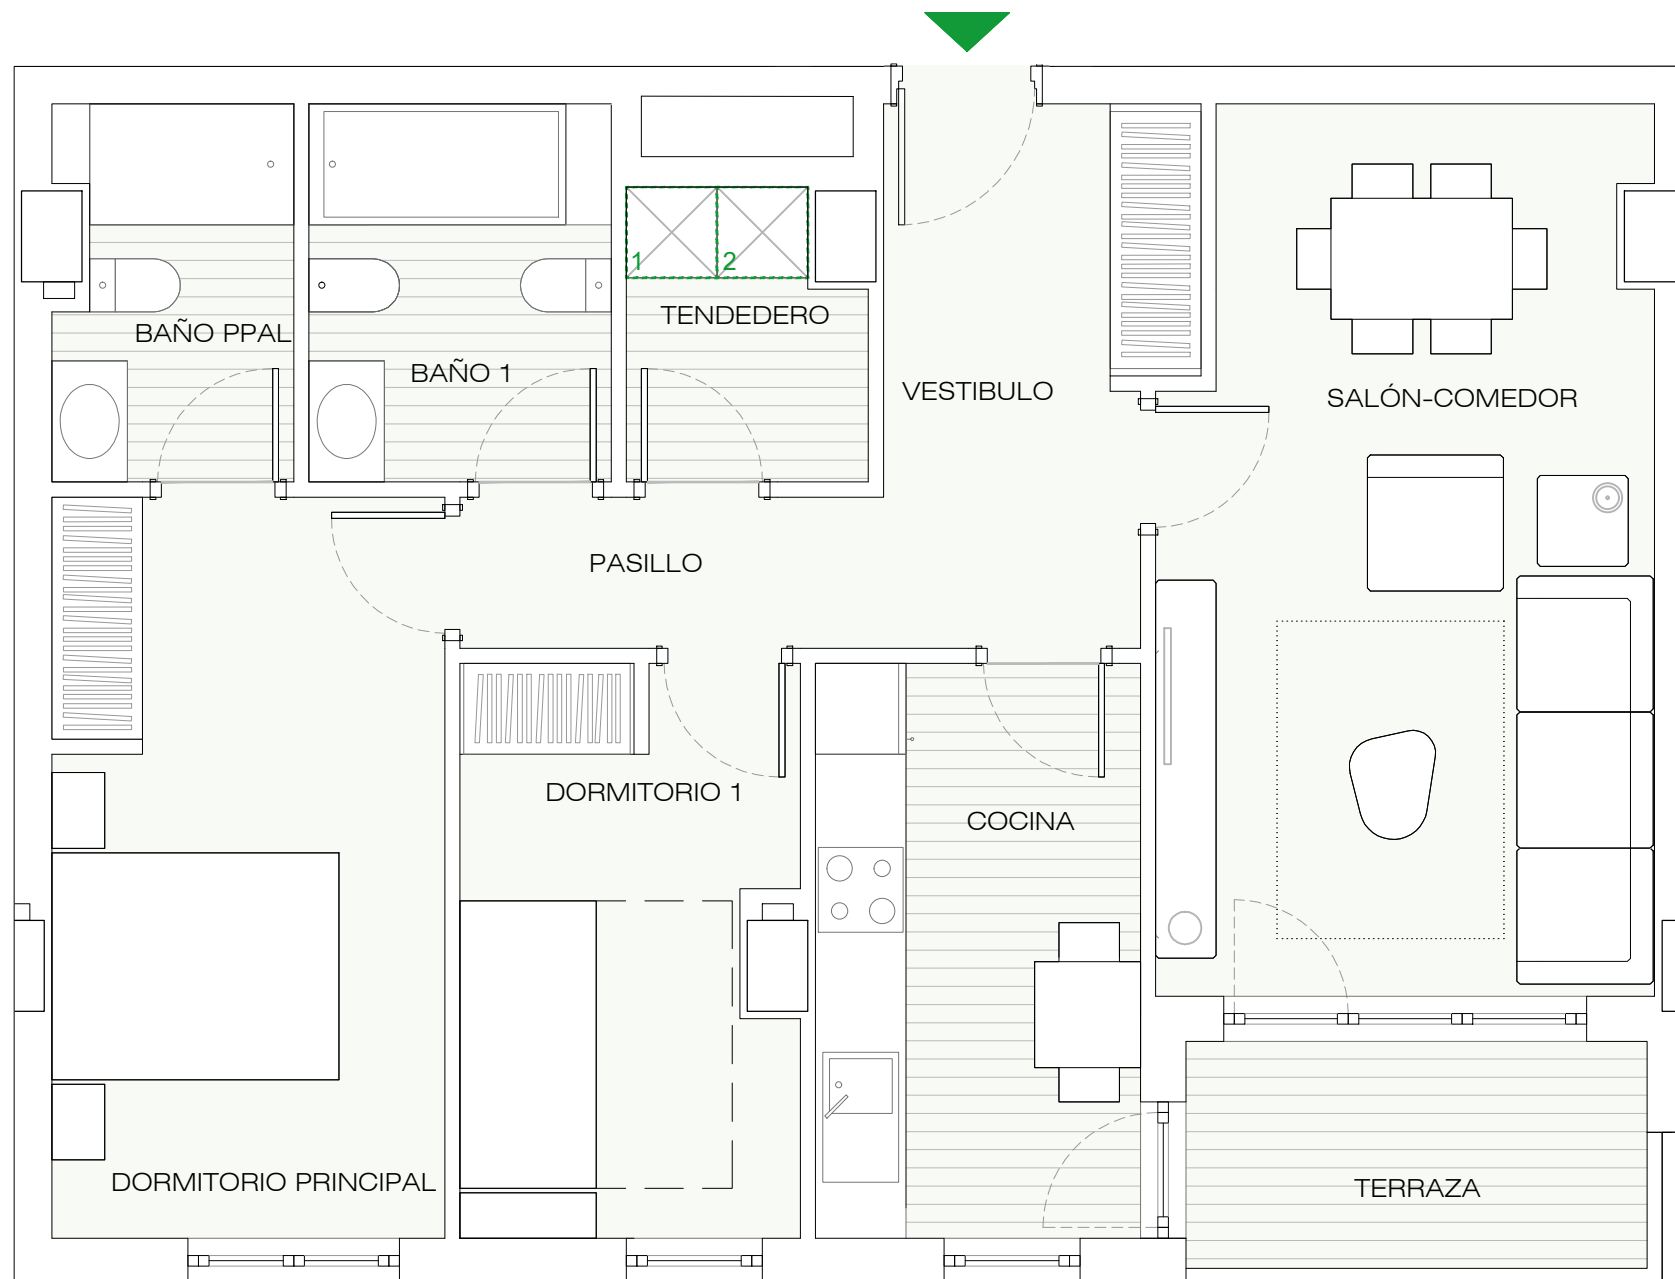 1
2
TENDEDERO
BAÑO PPAL
BAÑO 1
VESTIBULO
SALÓN-COMEDOR
PASILLO
DORMITORIO 1
COCINA
DORMITORIO PRINCIPAL
TERRAZA